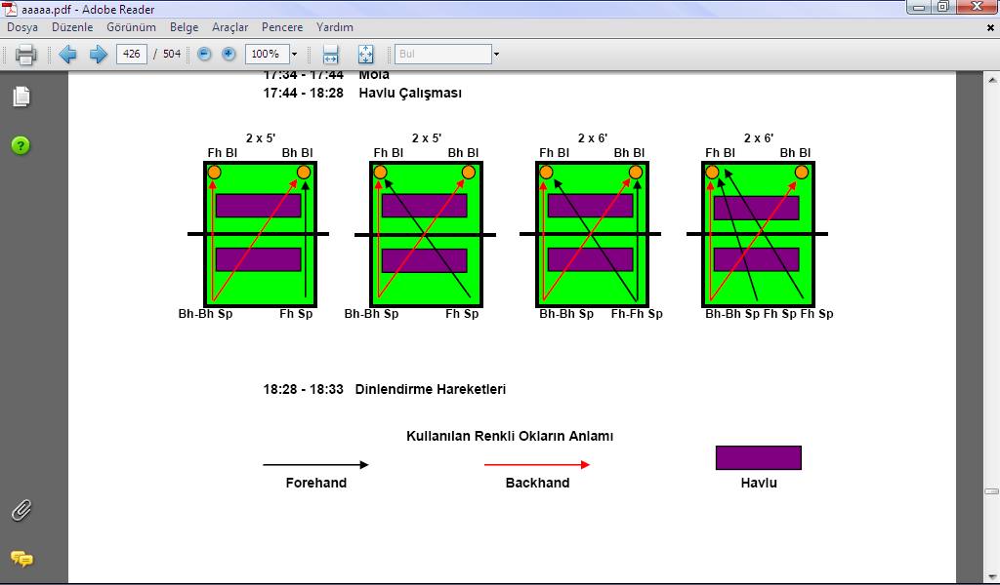 aaaaa.pdf - Adobe Reader
Dosya Düzenle Görünüm Belge Araçlar Pencere Yardım
426 / 504 100% Bul
17:34 - 17:44 Mola
17:44 - 18:28 Havlu Çalışması
2 x 5' 2 x 5' 2 x 6' 2 x 6'
Fh Bl Bh Bl Fh Bl Bh Bl Fh Bl Bh Bl Fh Bl Bh Bl
Bh-Bh Sp Fh Sp Bh-Bh Sp Fh Sp Bh-Bh Sp Fh-Fh Sp Bh-Bh Sp Fh Sp Fh Sp
18:28 - 18:33 Dinlendirme Hareketleri
Kullanılan Renkli Okların Anlamı
Forehand Backhand Havlu